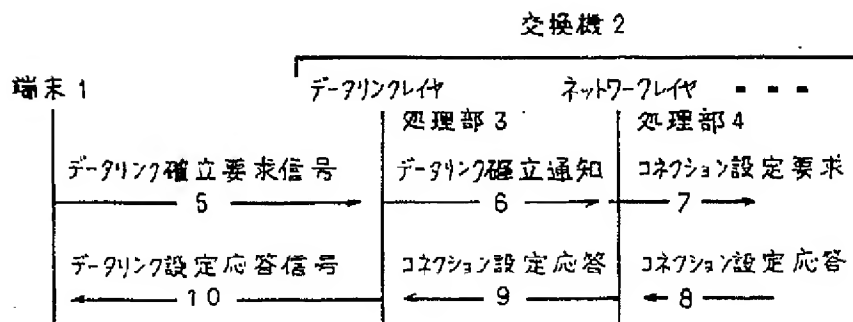 交換機2
端末1 データリンクレイヤ ネットワークレイヤ - - -
処理部3 処理部4
データリンク確立要求信号 データリンク確立通知 コネクション設定要求
5 6 7
データリンク設定応答信号 コネクション設定応答 コネクション設定応答
10 9 8